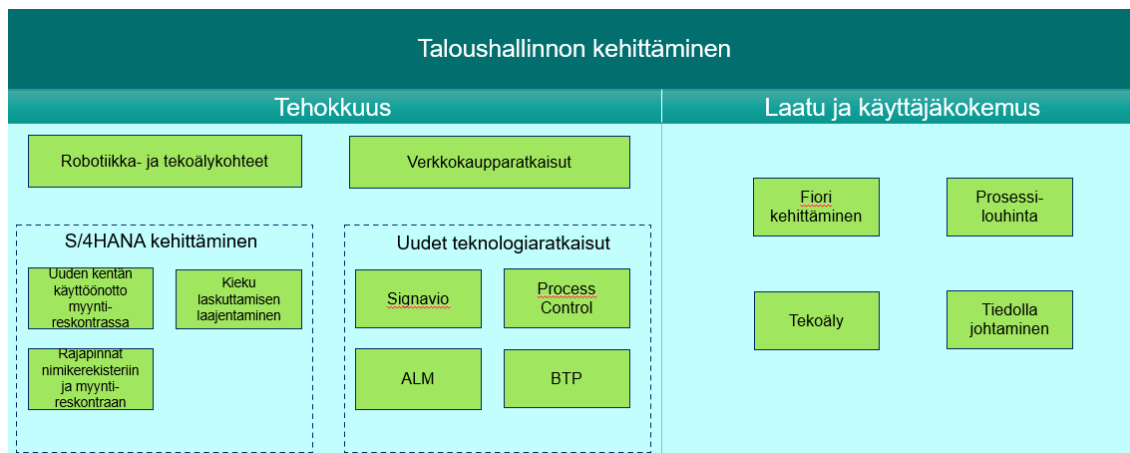 Taloushallinnon kehittäminen
Tehokkuus
Laatu ja käyttäjäkokemus
Robotiikka- ja tekoälykohteet
Verkkokaupparatkaisut
S/4HANA kehittäminen
Uuden kentän
käyttöönotto
myynti-
reskontrassa
Kieku
laskuttamisen
laajentaminen
Rajapinnat
nimikerekisteriin
ja myynti-
reskontraan
Uudet teknologiaratkaisut
Signavio
Process
Control
ALM
BTP
Fiori
kehittäminen
Prosessi-
louhinta
Tekoäly
Tiedolla
johtaminen